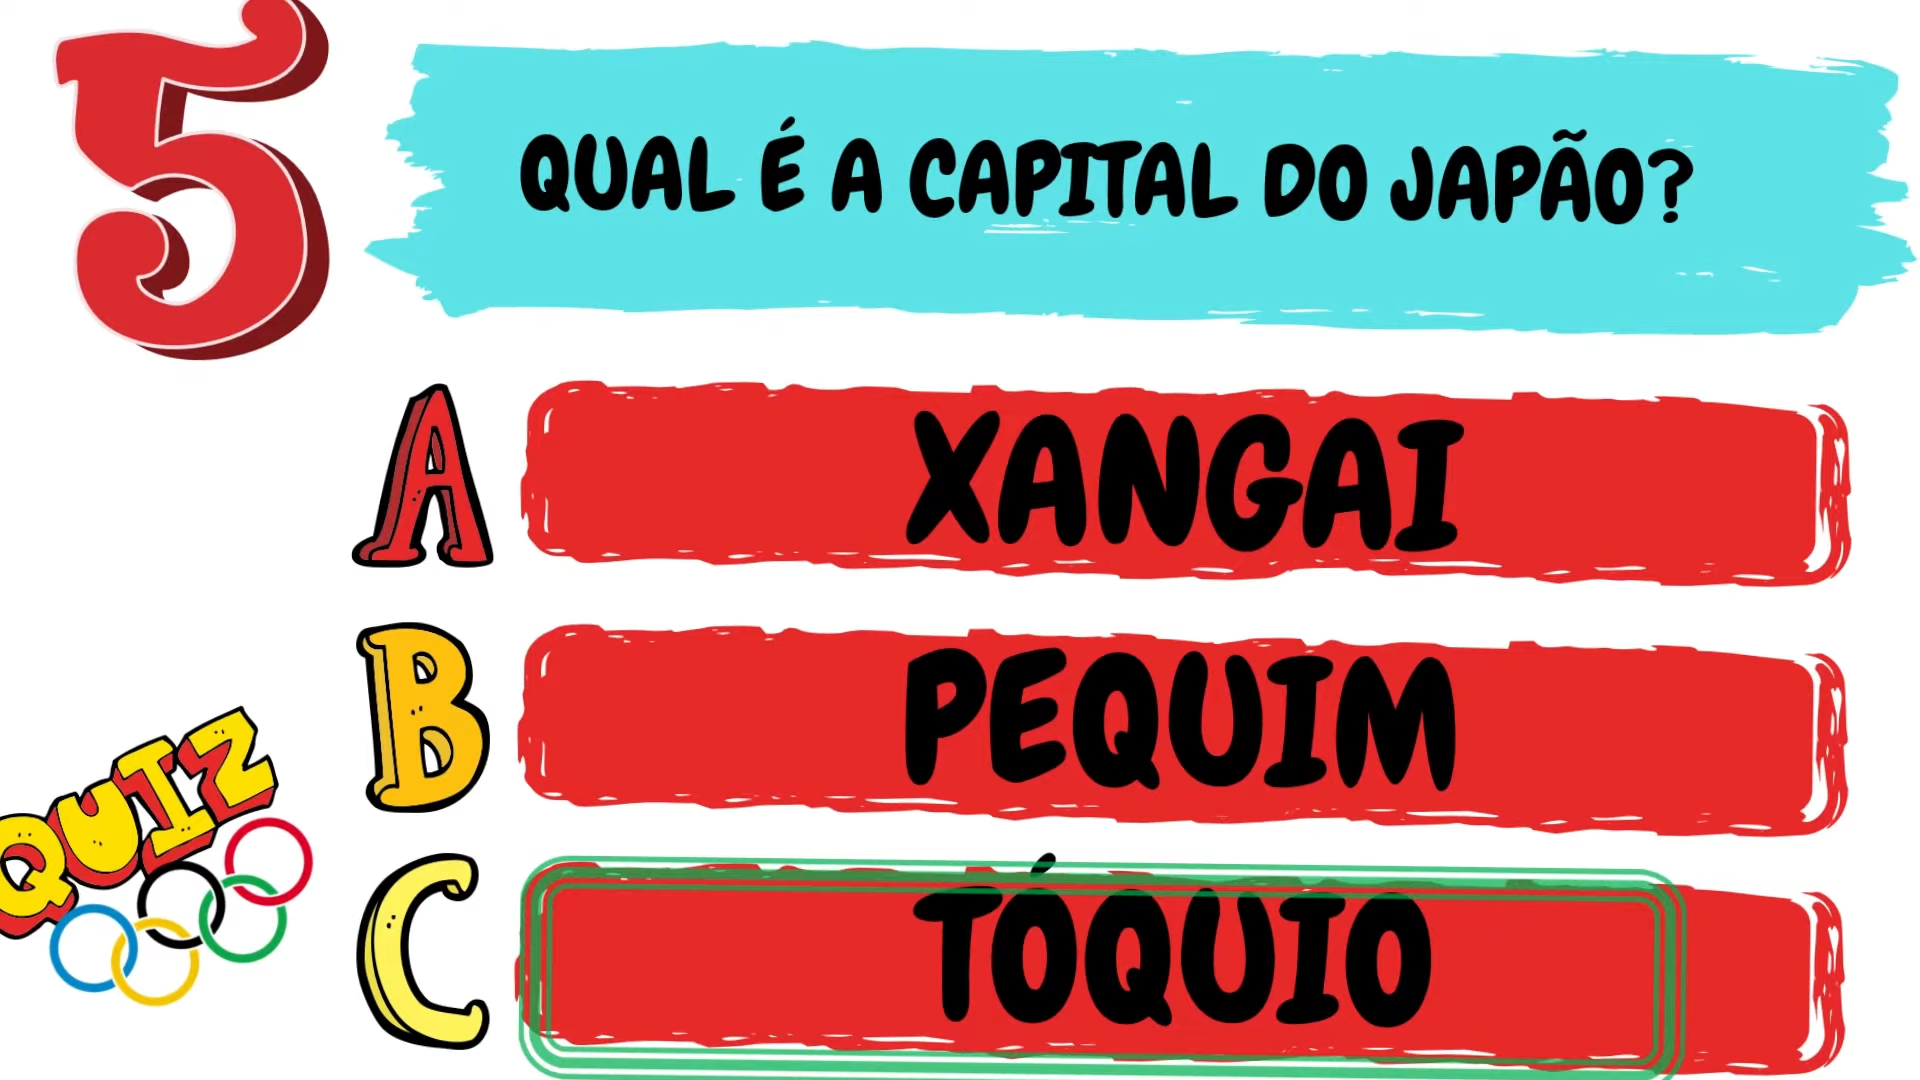 5
QUAL É A CAPITAL DO JAPÃO?
A
XANGAI
B
PEQUIM
C
TÓQUIO
QUIZ